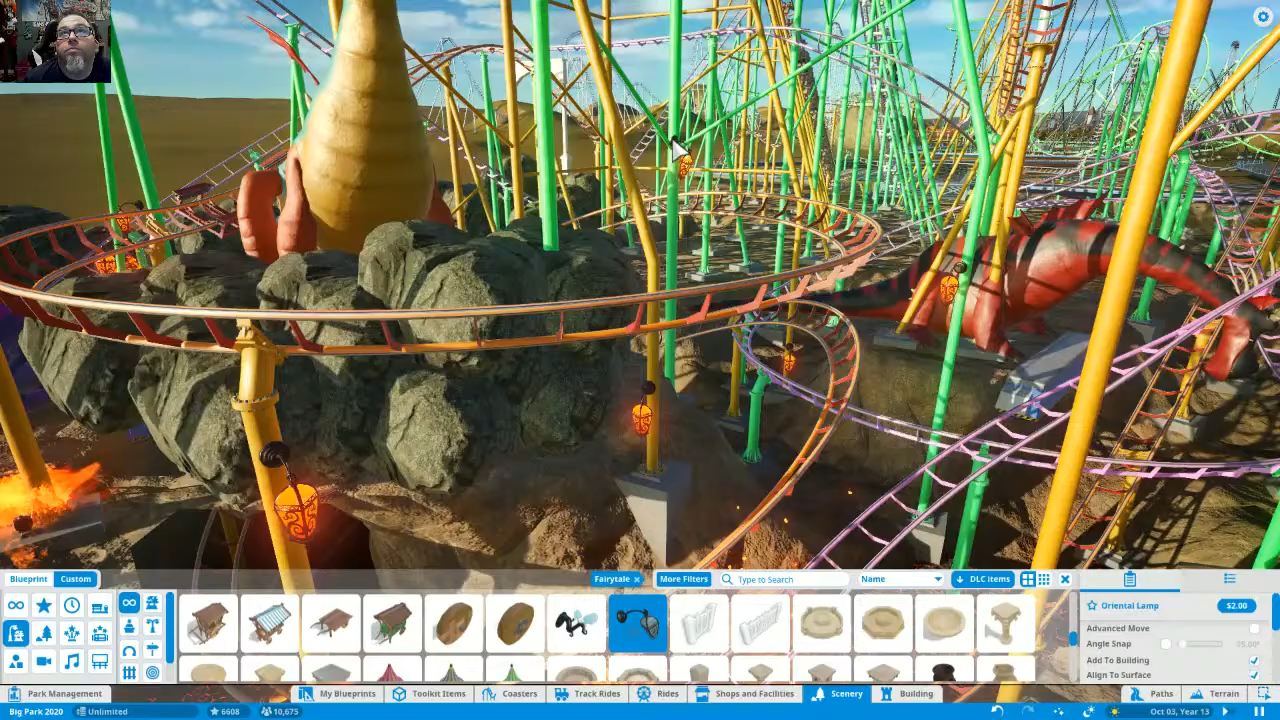 Blueprint Custom Fairytale × More Filters Type to Search Name DLC items
Oriental Lamp $2.00
Advanced Move
Angle Snap
Add To Building
Align To Surface
Park Management My Blueprints Toolkit Items Coasters Track Rides Rides Shops and Facilities Scenery Building Paths Terrain
Big Park 2020 Unlimited 6608 10,675 Oct 03, Year 13